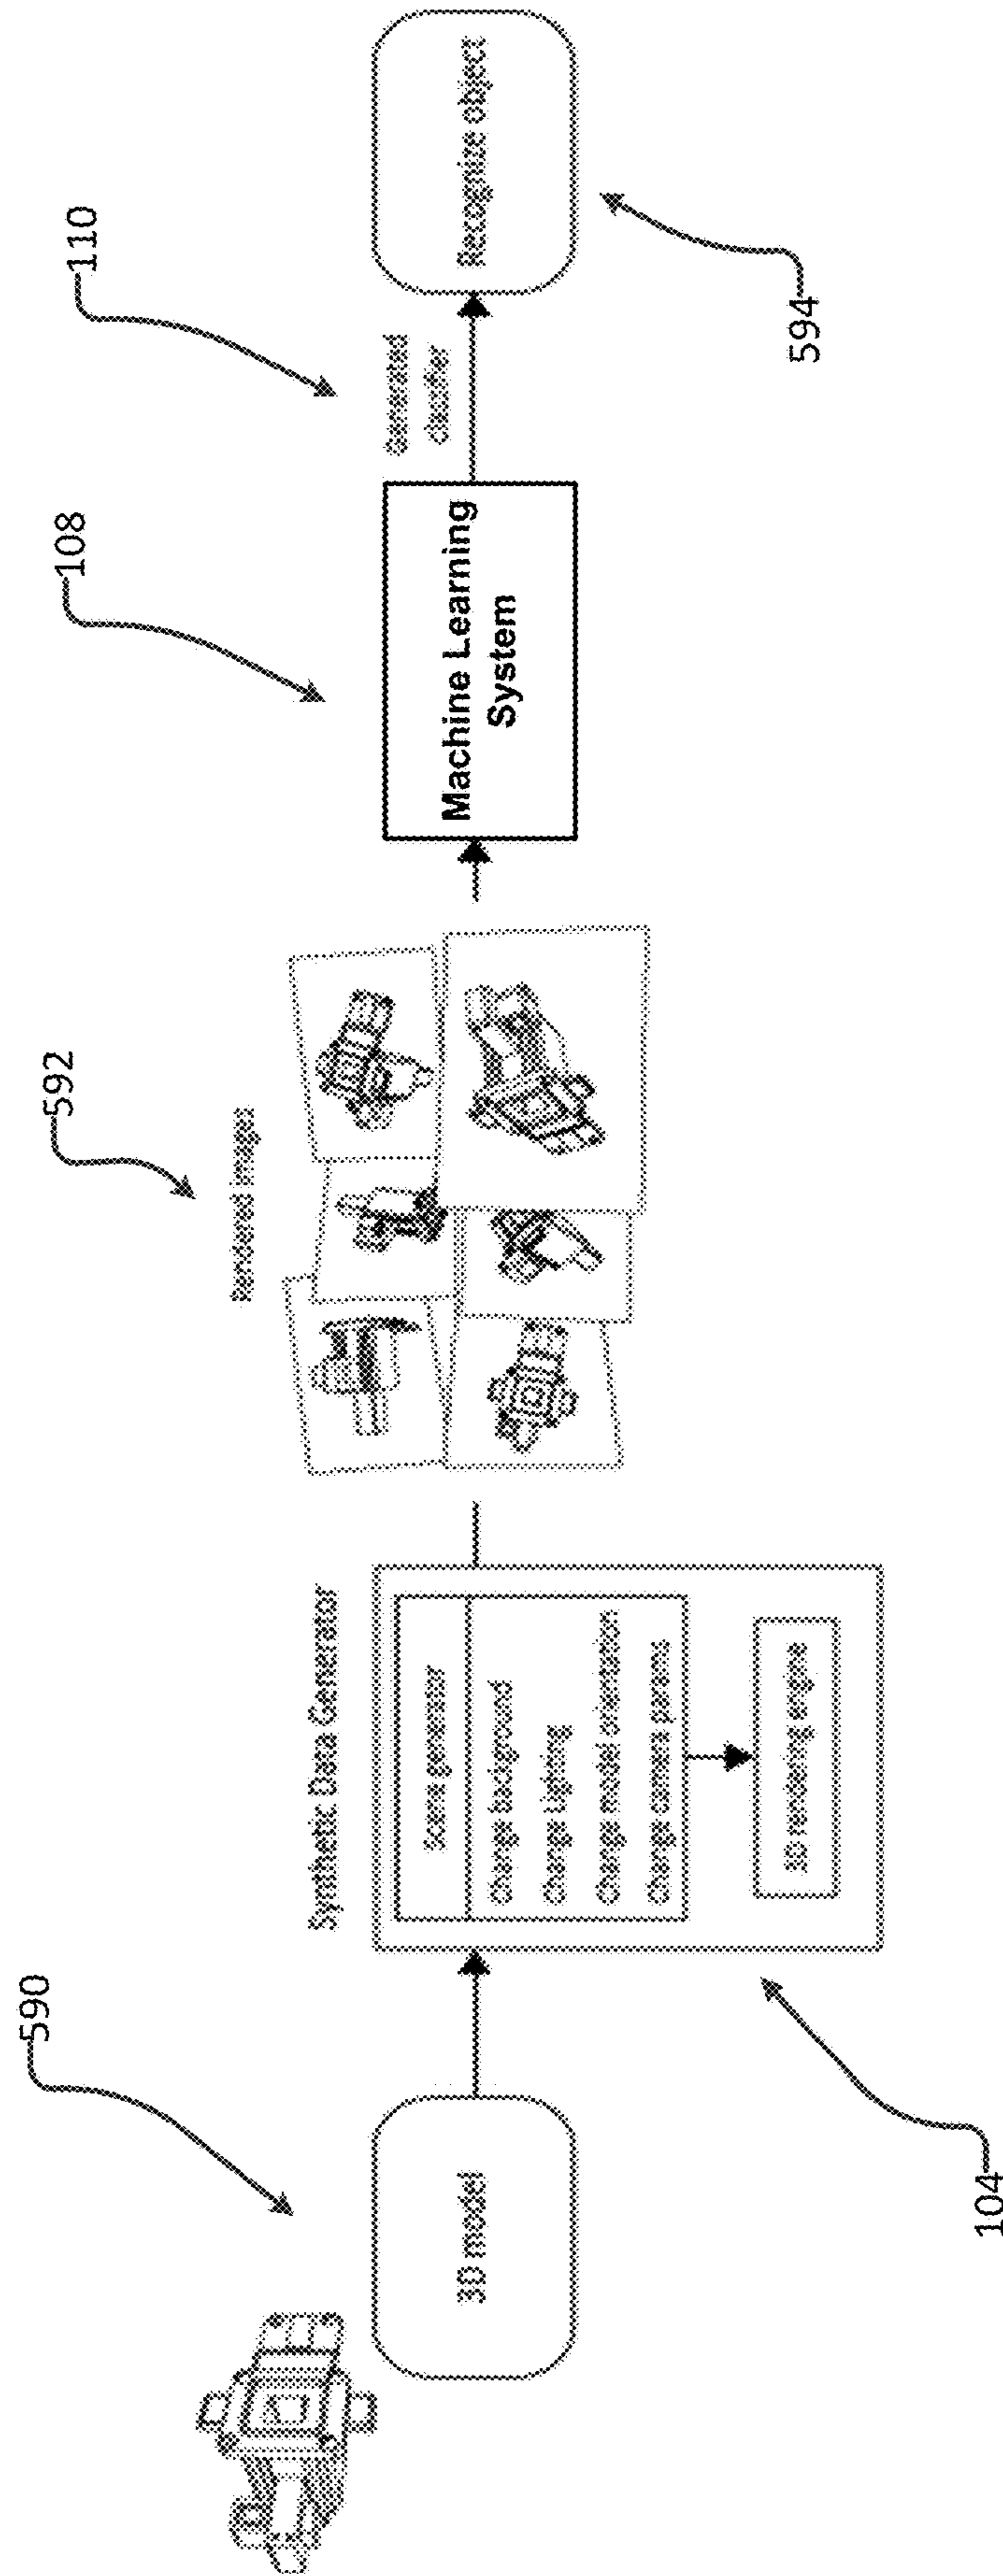 590
3D model
104
Synthetic Data Generator
Scene generator
Change background
Change Lighting
Change model orientation
Change camera params
3D rendering engine
592
Rendered images
108
Machine Learning
System
110
Generated
clasifier
Recognize object
594